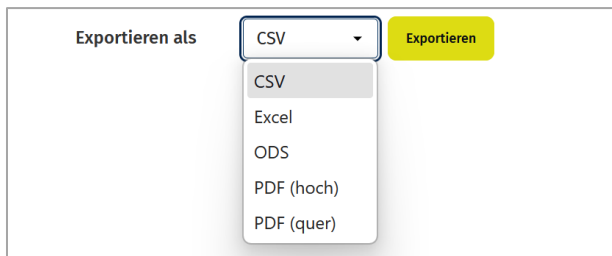 Exportieren als CSV Exportieren
CSV
Excel
ODS
PDF (hoch)
PDF (quer)